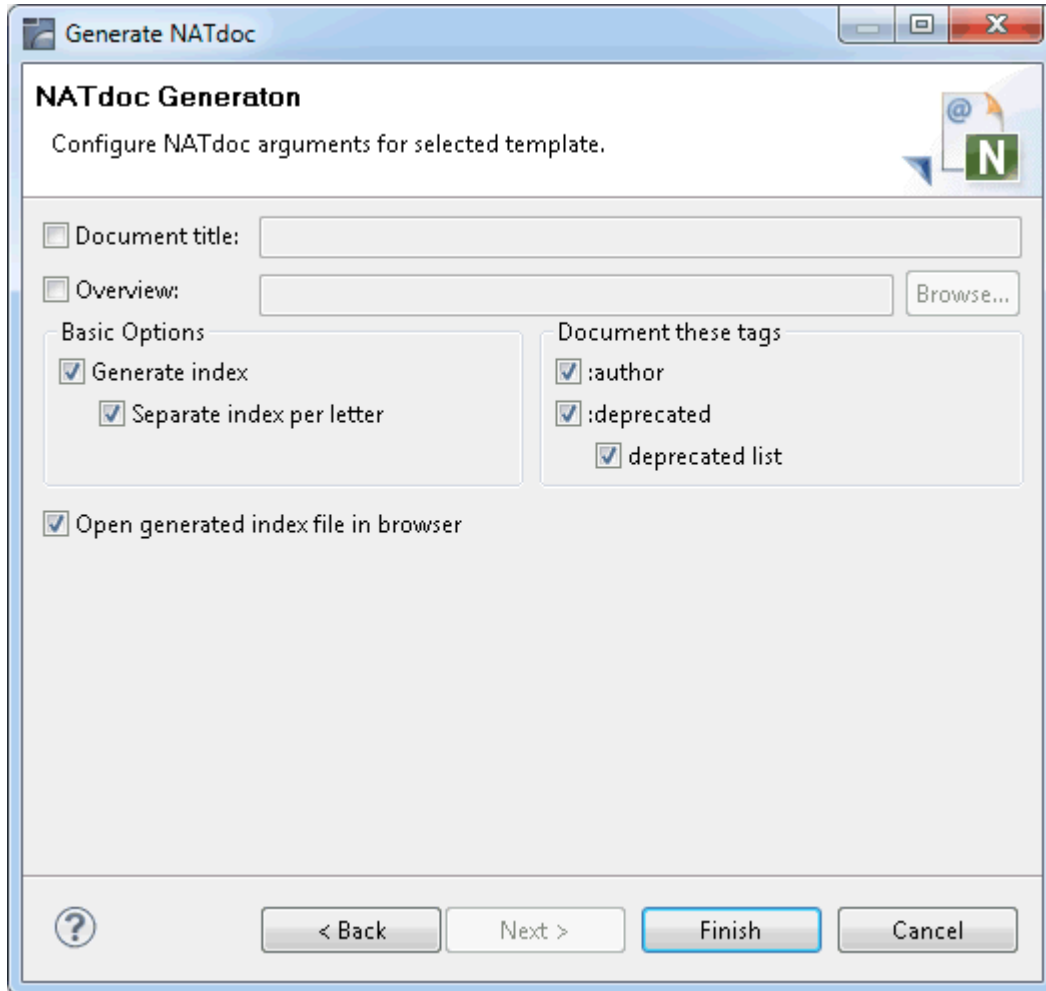 Generate NATdoc
NATdoc Generaton
Configure NATdoc arguments for selected template.
@
N
Document title:
Overview:
Browse...
Basic Options
Generate index
Separate index per letter
Document these tags
:author
:deprecated
deprecated list
Open generated index file in browser
?
< Back
Next >
Finish
Cancel